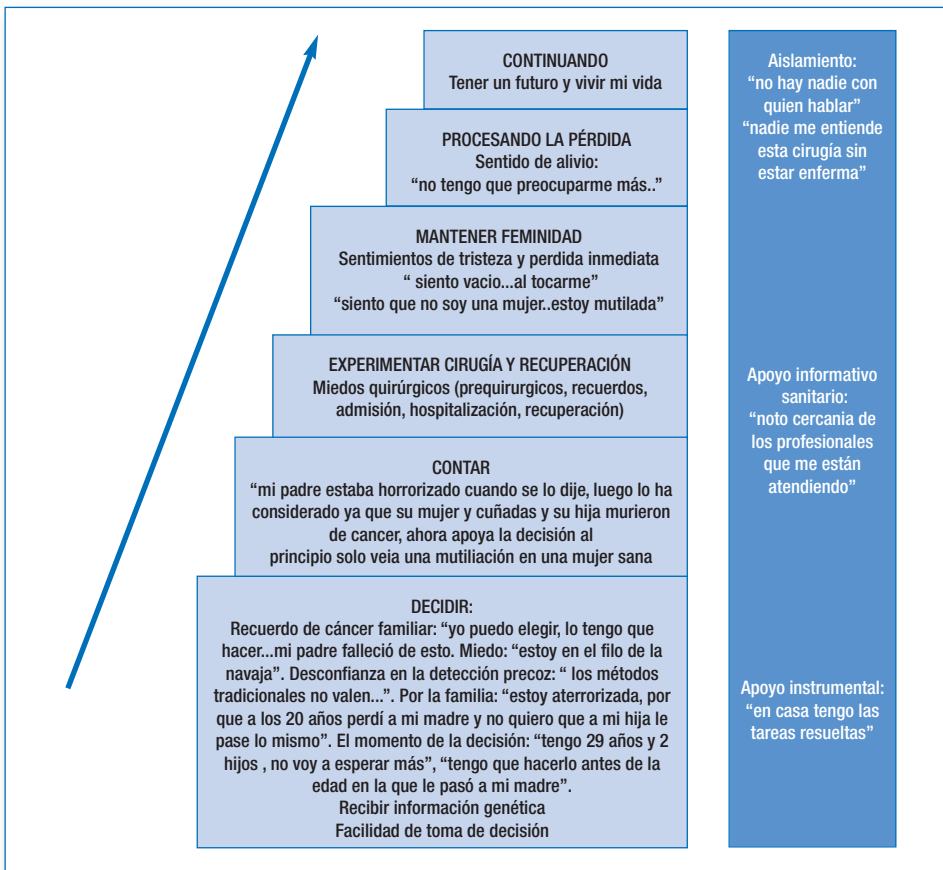 CONTINUANDO
Tener un futuro y vivir mi vida
PROCESANDO LA PÉRDIDA
Sentido de alivio:
“no tengo que preocuparme más..”
MANTENER FEMINIDAD
Sentimientos de tristeza y perdida inmediata
“ siento vacio...al tocarme”
“siento que no soy una mujer..estoy mutilada”
EXPERIMENTAR CIRUGÍA Y RECUPERACIÓN
Miedos quirúrgicos (prequirurgicos, recuerdos,
admisión, hospitalización, recuperación)
CONTAR
“mi padre estaba horrorizado cuando se lo dije, luego lo ha
considerado ya que su mujer y cuñadas y su hija murieron
de cancer, ahora apoya la decisión al
principio solo veia una mutiliación en una mujer sana
DECIDIR:
Recuerdo de cáncer familiar: “yo puedo elegir, lo tengo que
hacer...mi padre falleció de esto. Miedo: “estoy en el filo de la
navaja”. Desconfianza en la detección precoz: “ los métodos
tradicionales no valen...”. Por la familia: “estoy aterrorizada, por
que a los 20 años perdí a mi madre y no quiero que a mi hija le
pase lo mismo”. El momento de la decisión: “tengo 29 años y 2
hijos , no voy a esperar más”, “tengo que hacerlo antes de la
edad en la que le pasó a mi madre”.
Recibir información genética
Facilidad de toma de decisión
Aislamiento:
“no hay nadie con
quien hablar”
“nadie me entiende
esta cirugía sin
estar enferma”
Apoyo informativo
sanitario:
“noto cercania de
los profesionales
que me están
atendiendo”
Apoyo instrumental:
“en casa tengo las
tareas resueltas”